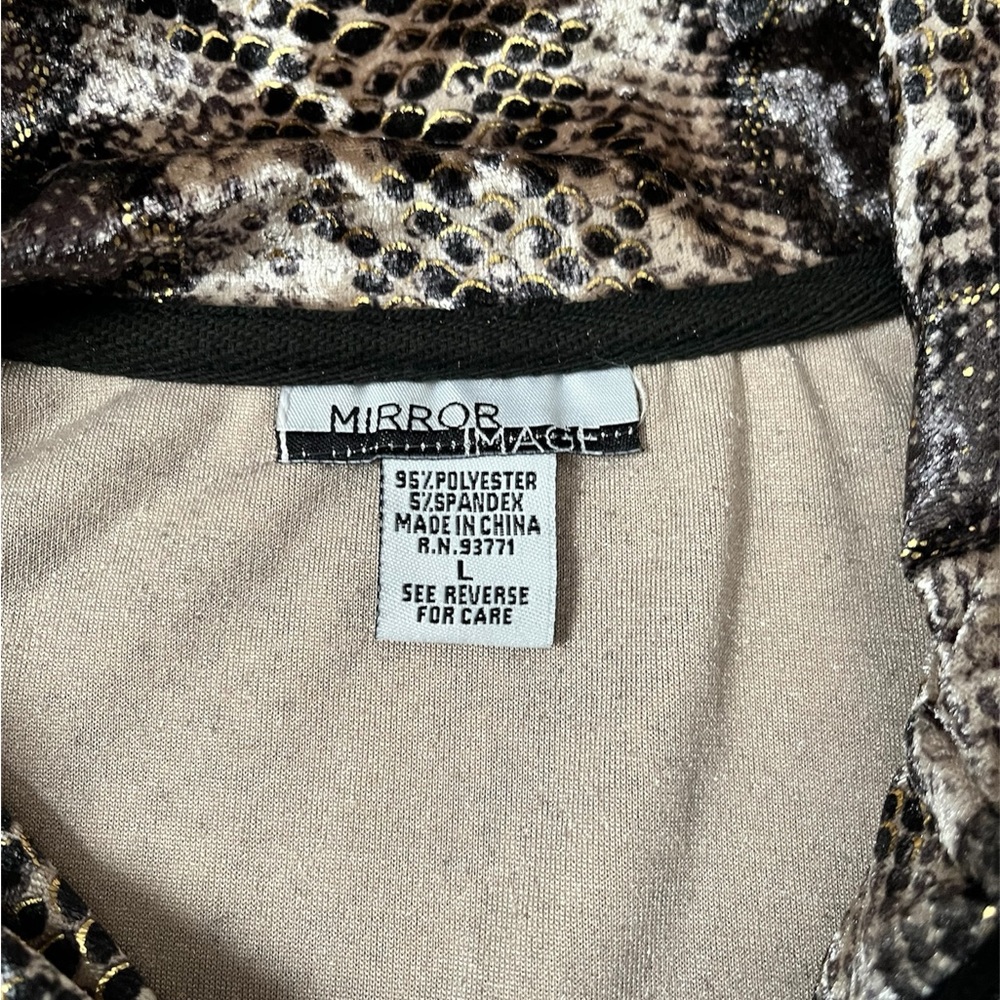 MIRROR
IMAGE
95%POLYESTER
5%SPANDEX
MADE IN CHINA
R.N.93771
L
SEE REVERSE
FOR CARE